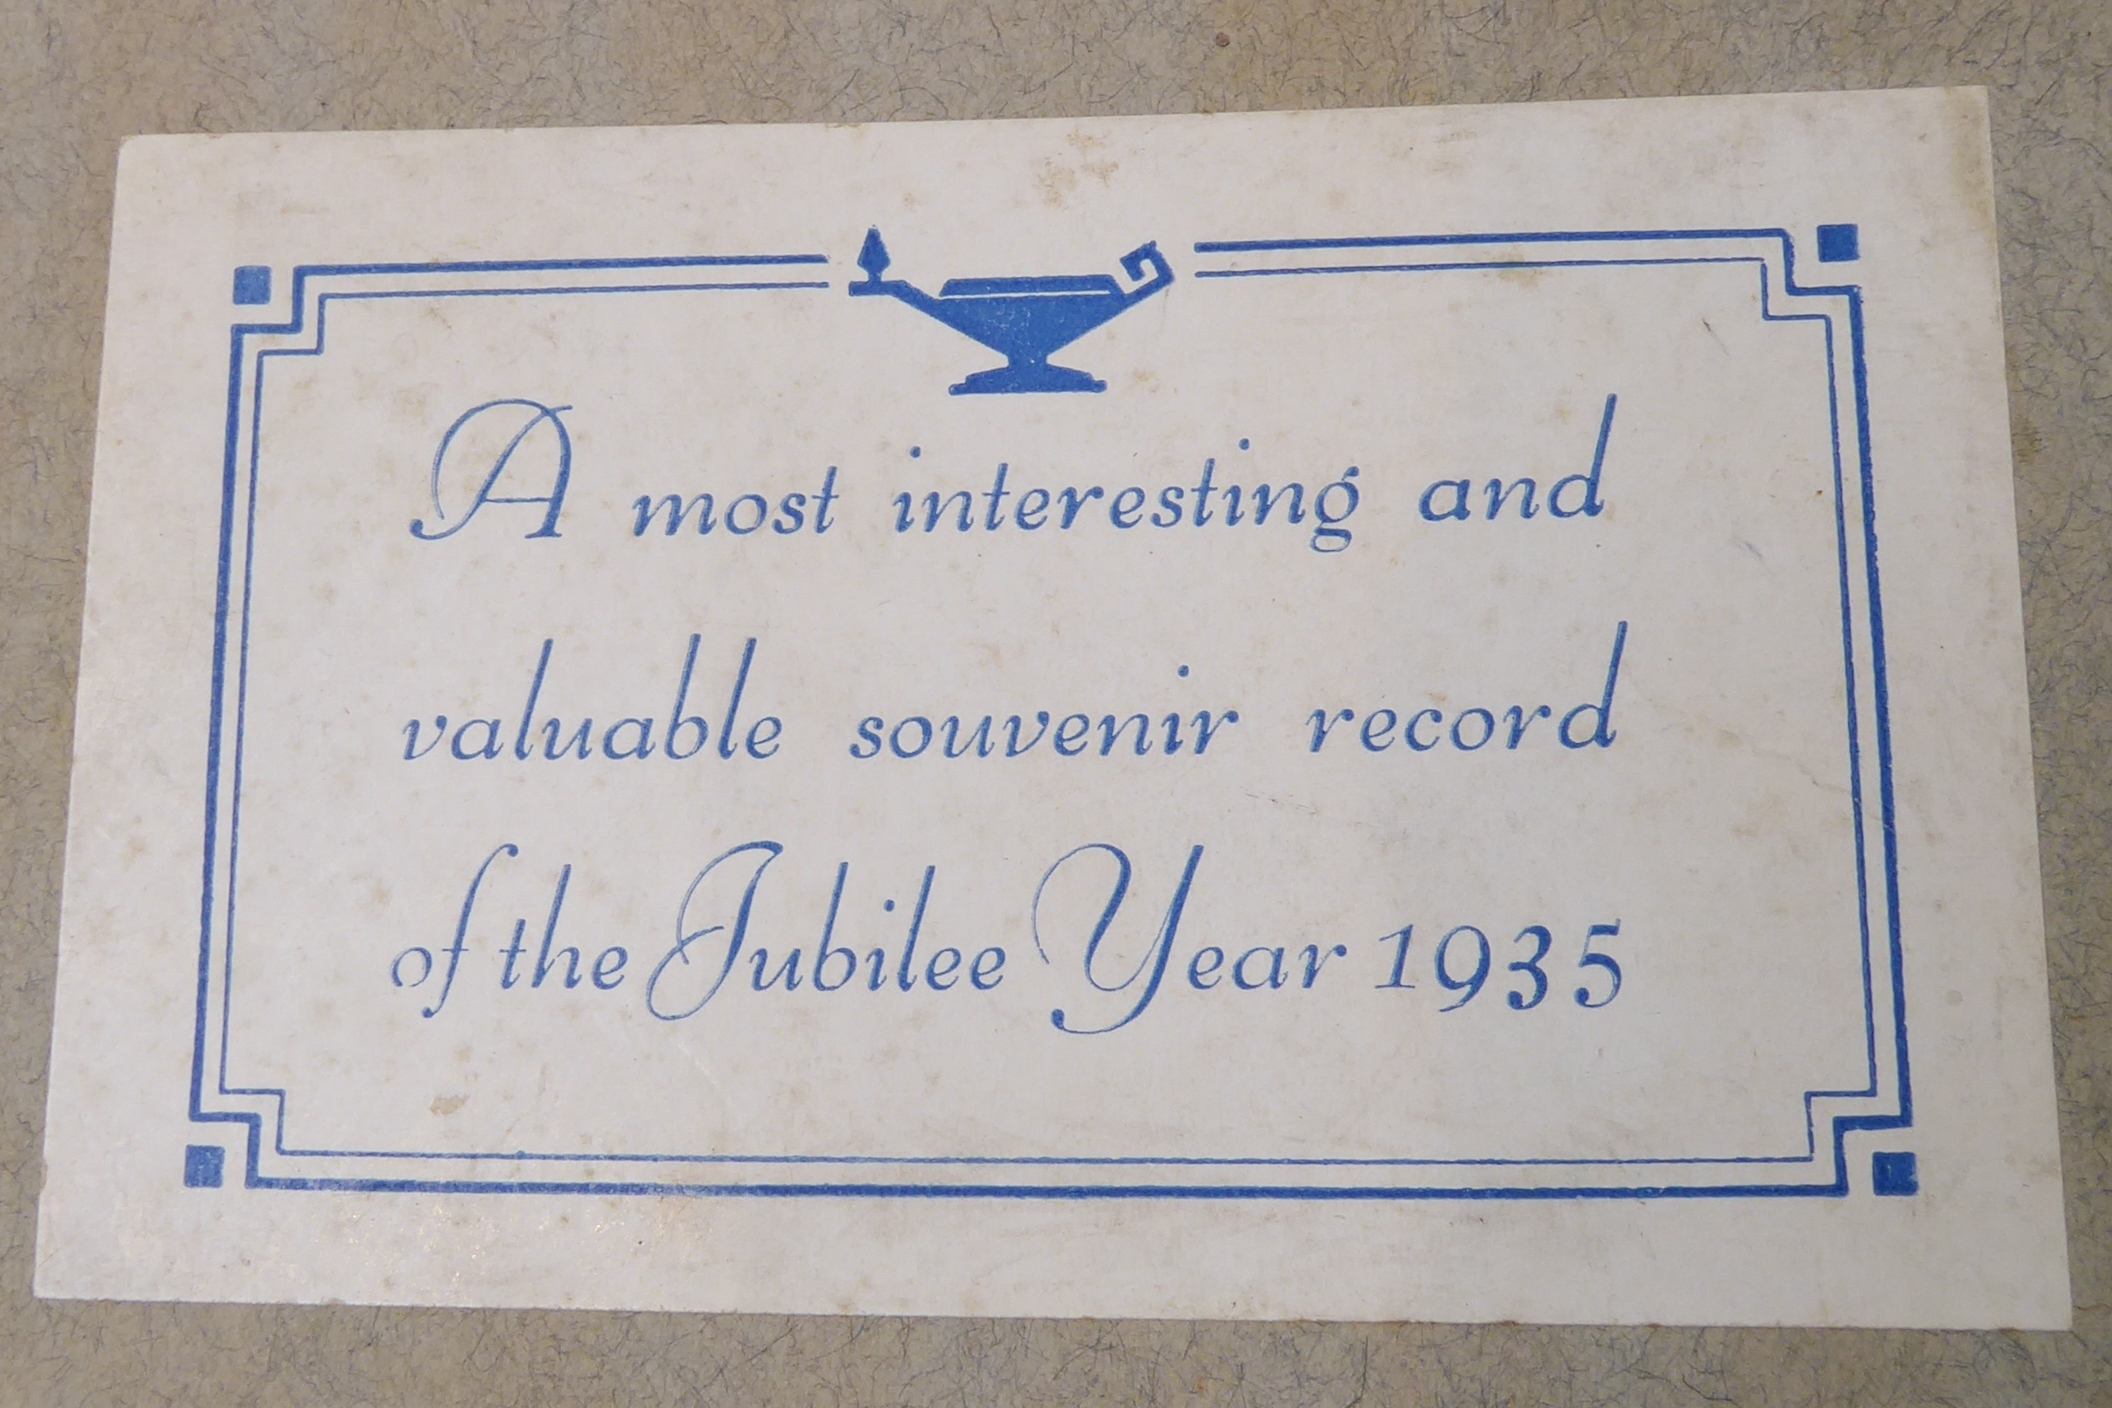 A most interesting and
valuable souvenir record
of the Jubilee Year 1935